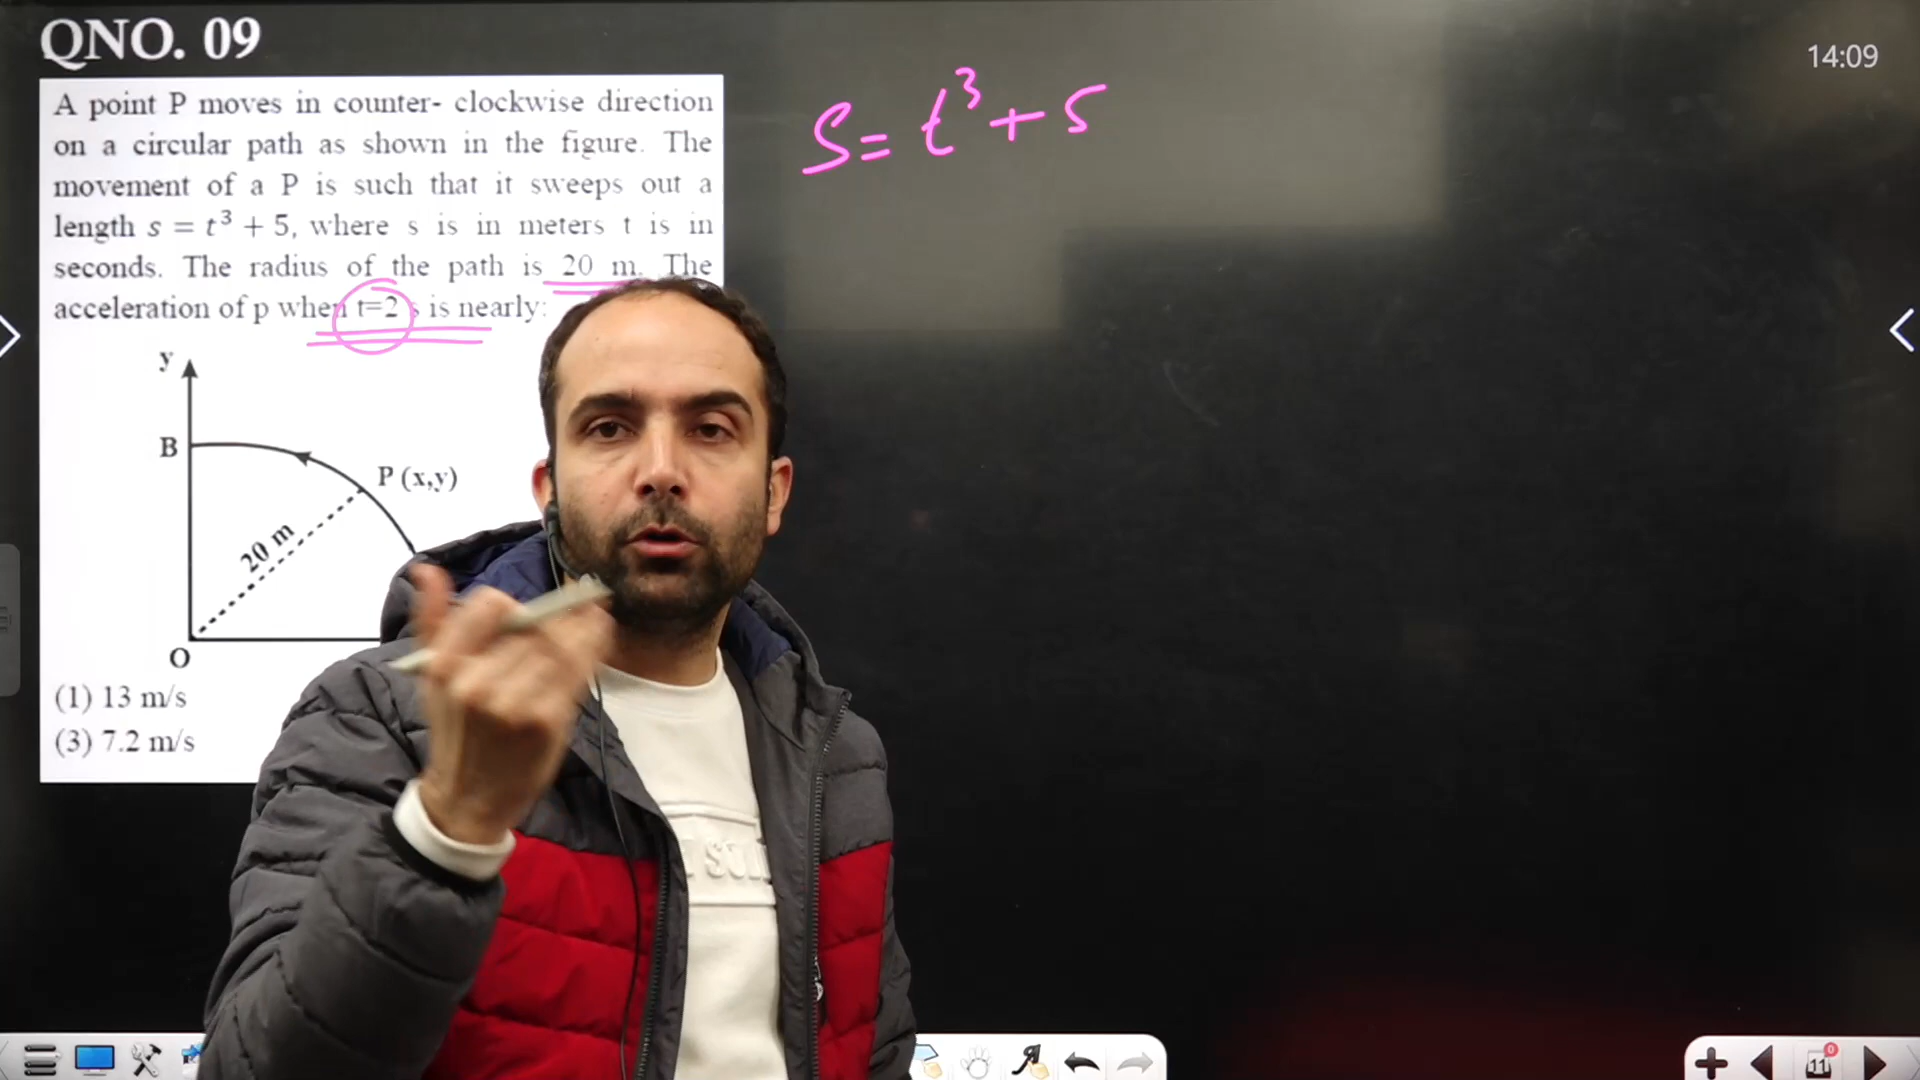 QNO. 09
14:09
A point P moves in counter- clockwise direction
on a circular path as shown in the figure. The
movement of a P is such that it sweeps out a
length s = t³ + 5, where s is in meters t is in
seconds. The radius of the path is 20 m. The
acceleration of p when t=2 s is nearly:
S= t³+5
y
B
P (x,y)
20 m
O
(1) 13 m/s
(3) 7.2 m/s
11
0